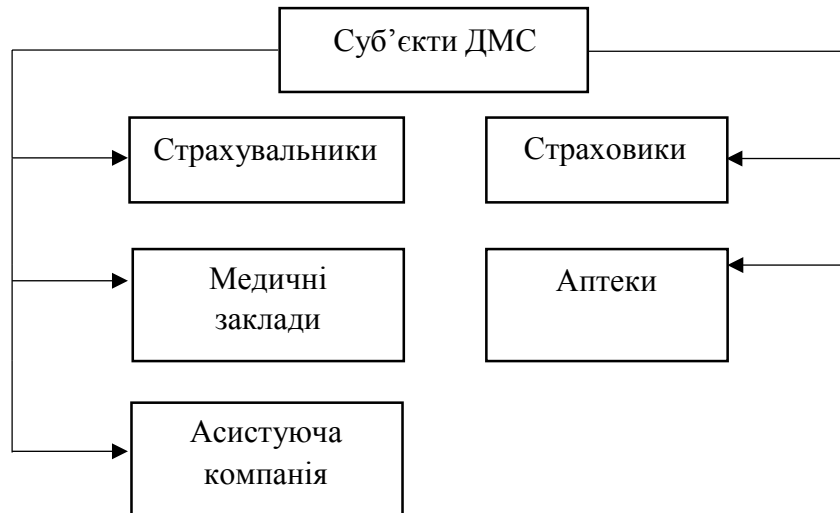 Суб’єкти ДМС
Страхувальники
Страховики
Медичні
заклади
Аптеки
Асистуюча
компанія